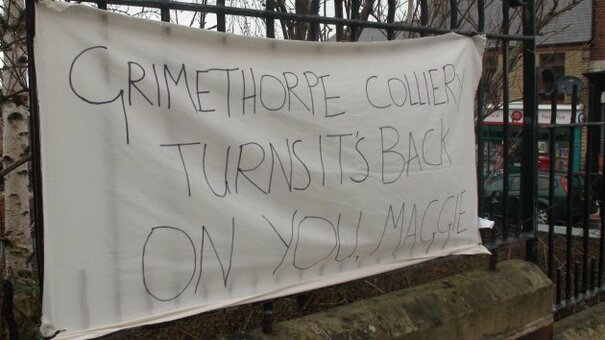 GRIMETHORPE COLLIERY
TURNS IT'S BACK
ON YOU, MAGGIE